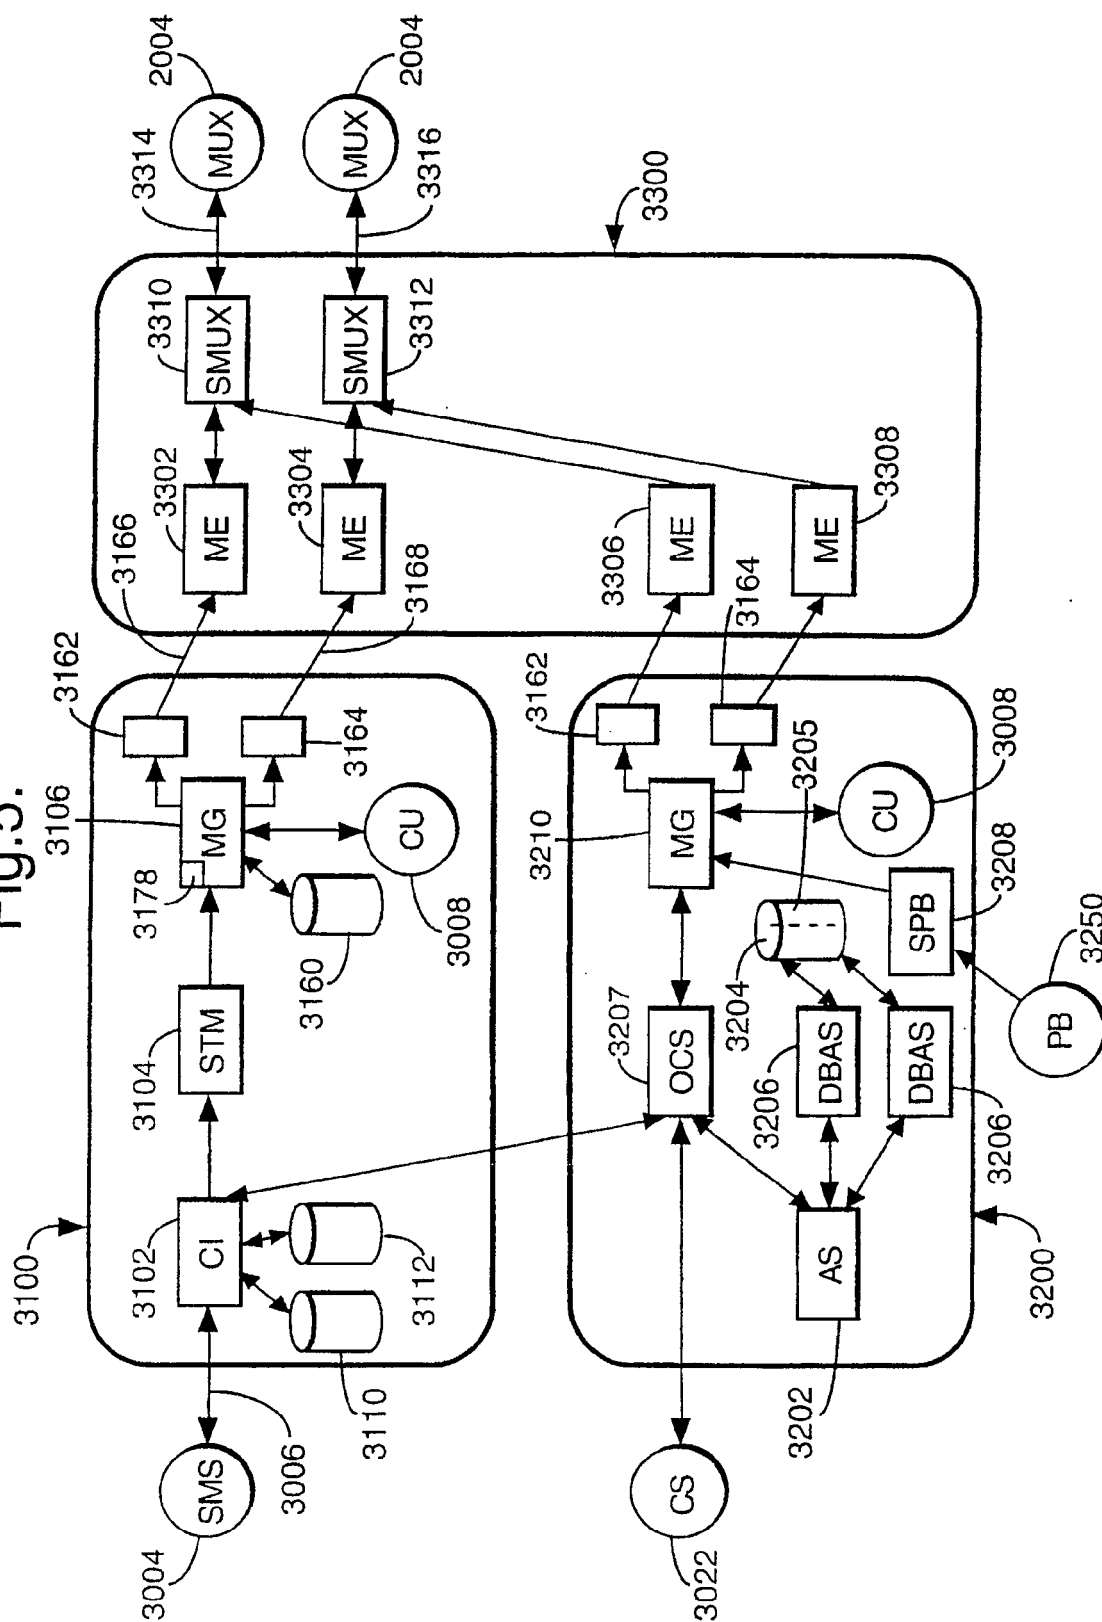 Fig.5.
3100
3102
3104
3106
3162
3166
3302
3310
3314
2004
SMS
3006
3004
CI
STM
3178
MG
ME
SMUX
MUX
3110
3112
3160
CU
3008
3164
3168
3304
ME
SMUX
3312
3316
MUX
2004
3300
CS
3022
OCS
3207
3210
MG
3162
3306
ME
3164
ME
3308
3202
AS
3206
DBAS
3204
3205
CU
3008
DBAS
3206
SPB
3208
PB
3250
3200